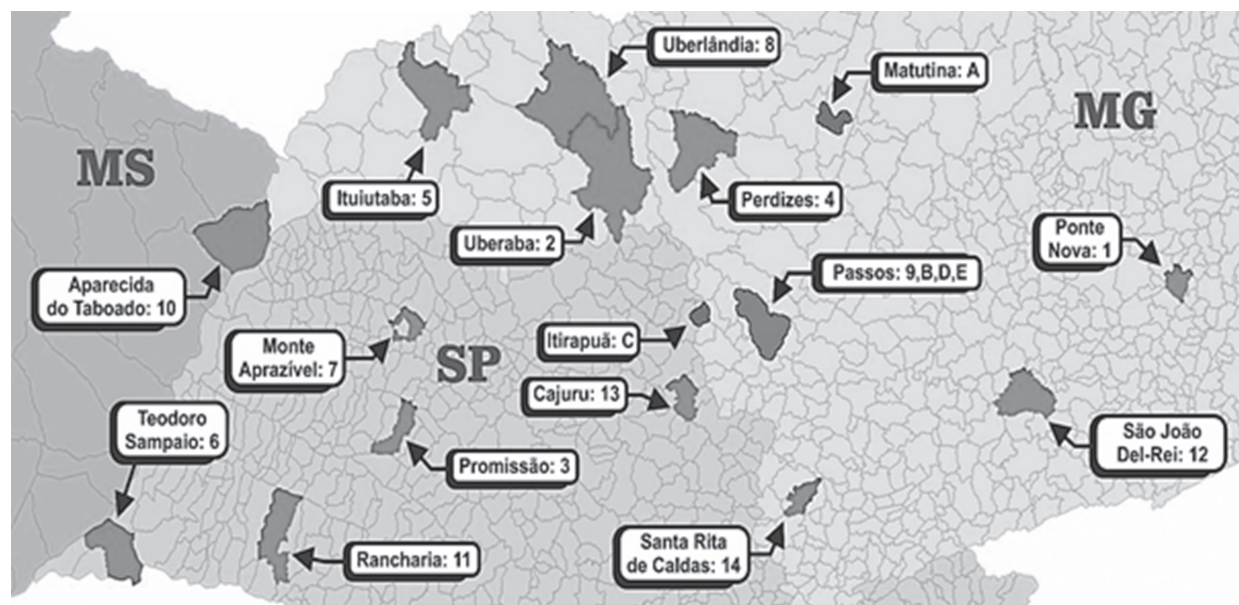 Uberlândia: 8
Matutina: A
MG
MS
Ituiutaba: 5
Perdizes: 4
Uberaba: 2
Ponte
Nova: 1
Passos: 9,B,D,E
Aparecida
do Taboado: 10
Itirapuã: C
Monte
Aprazível: 7
SP
Cajuru: 13
Teodoro
Sampaio: 6
São João
Del-Rei: 12
Promissão: 3
Santa Rita
de Caldas: 14
Rancharia: 11